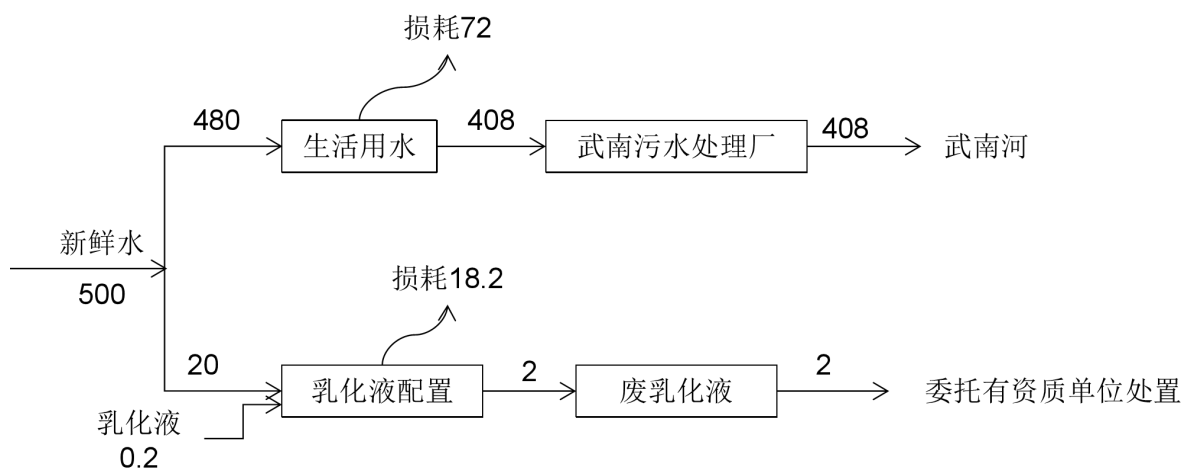 损耗72
480
生活用水
408
武南污水处理厂
408
武南河
新鲜水
500
损耗18.2
20
乳化液配置
2
废乳化液
2
委托有资质单位处置
乳化液
0.2